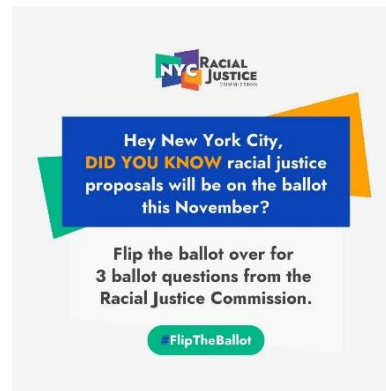 NYC RACIAL
JUSTICE
COMMISSION
Hey New York City,
DID YOU KNOW racial justice
proposals will be on the ballot
this November?
Flip the ballot over for
3 ballot questions from the
Racial Justice Commission.
#FlipTheBallot